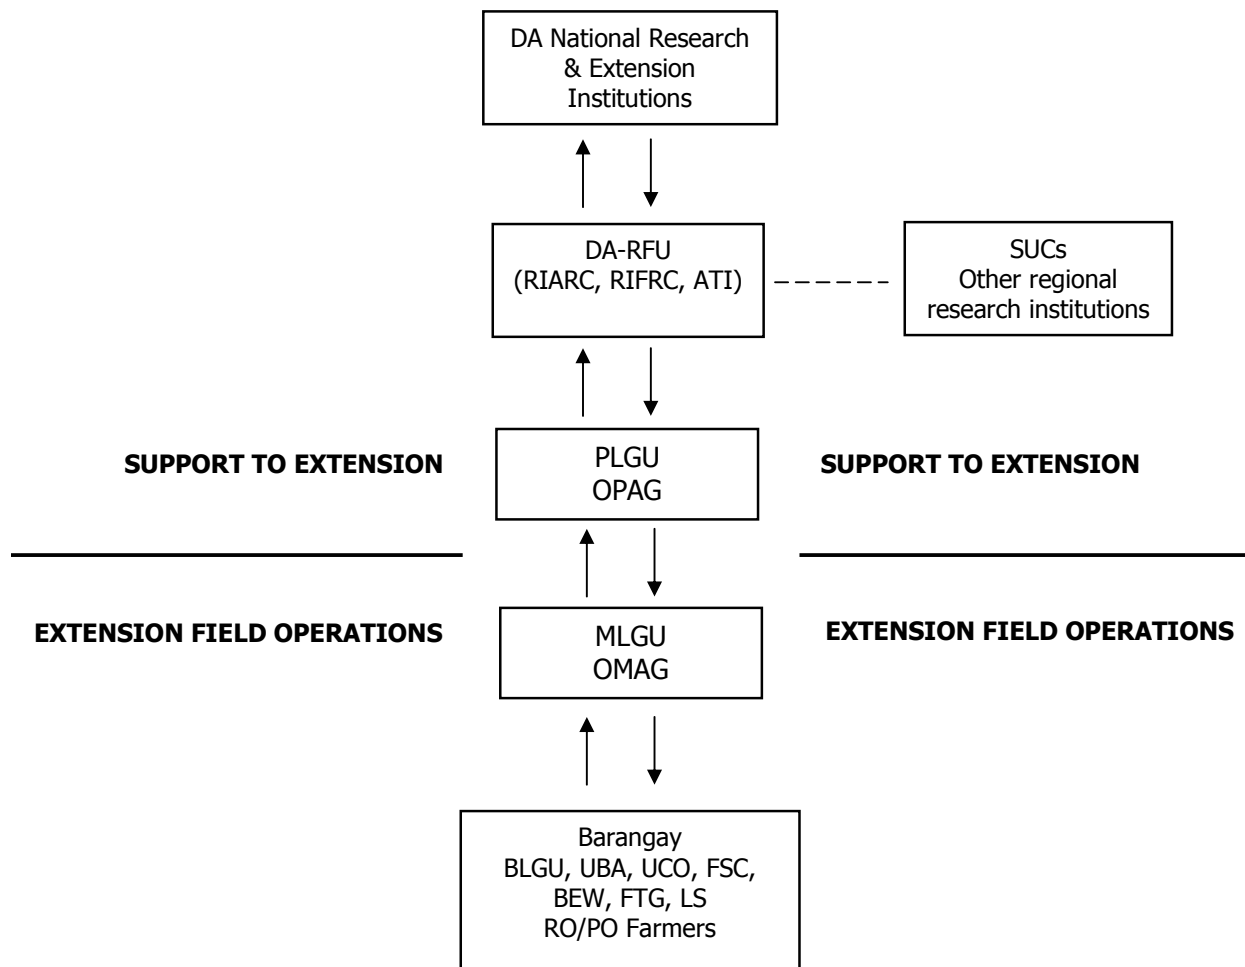 DA National Research
& Extension
Institutions
DA-RFU
(RIARC, RIFRC, ATI)
SUCs
Other regional
research institutions
SUPPORT TO EXTENSION
PLGU
OPAG
SUPPORT TO EXTENSION
EXTENSION FIELD OPERATIONS
MLGU
OMAG
EXTENSION FIELD OPERATIONS
Barangay
BLGU, UBA, UCO, FSC,
BEW, FTG, LS
RO/PO Farmers